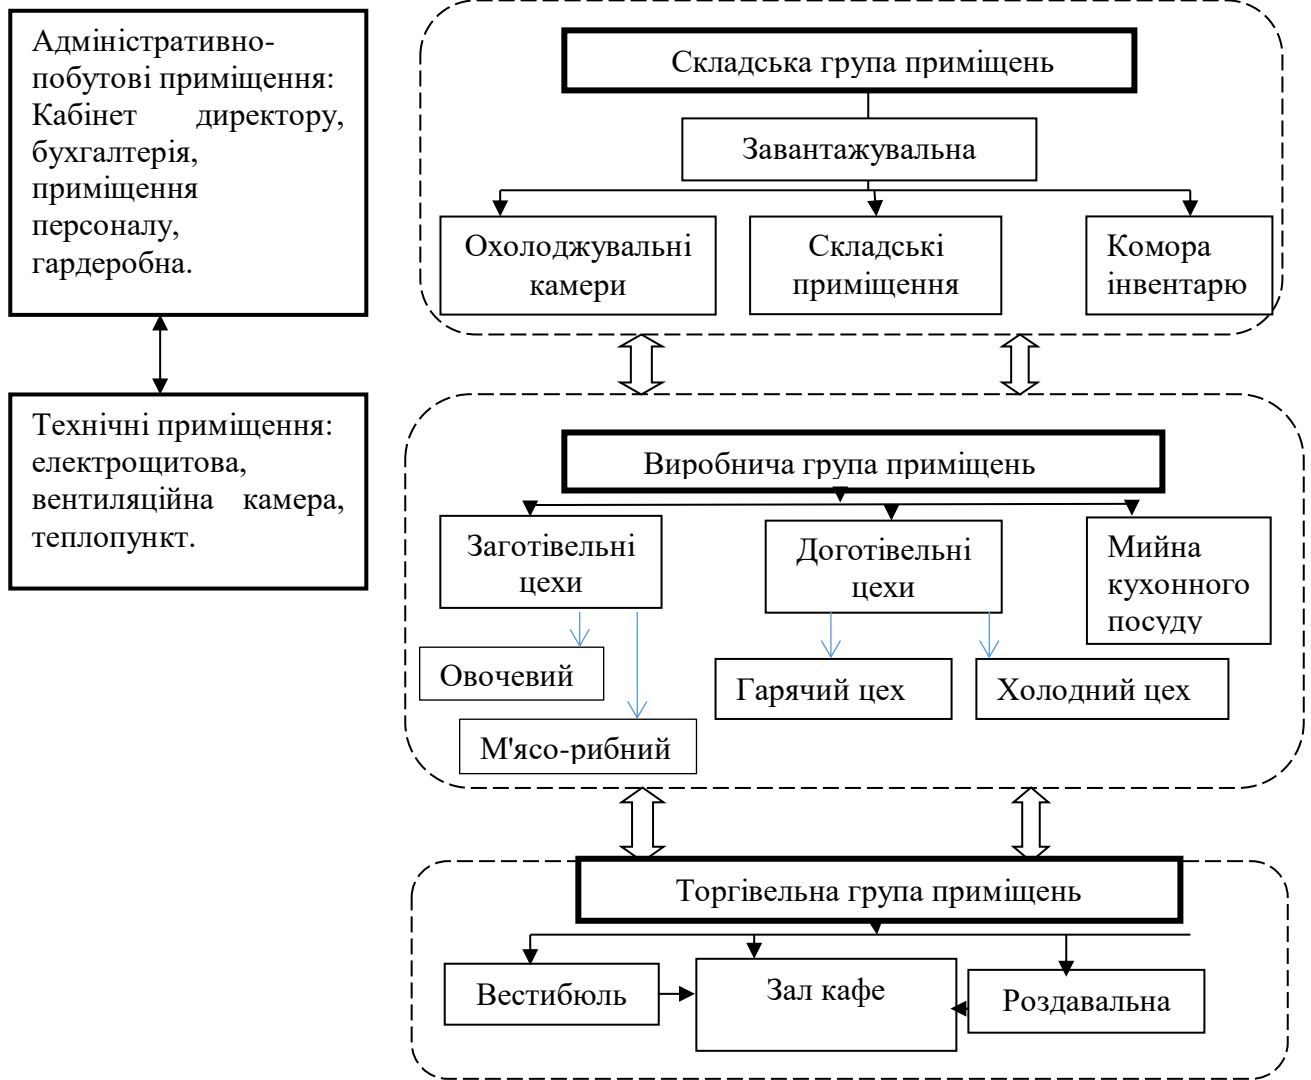 Адміністративно-
побутові приміщення:
Кабінет директору,
бухгалтерія,
приміщення
персоналу,
гардеробна.
Технічні приміщення:
електрощитова,
вентиляційна камера,
теплопункт.
Складська група приміщень
Завантажувальна
Охолоджувальні
камери
Складські
приміщення
Комора
інвентарю
Виробнича група приміщень
Заготівельні
цехи
Доготівельні
цехи
Мийна
кухонного
посуду
Овочевий
М'ясо-рибний
Гарячий цех
Холодний цех
Торгівельна група приміщень
Вестибюль
Зал кафе
Роздавальна